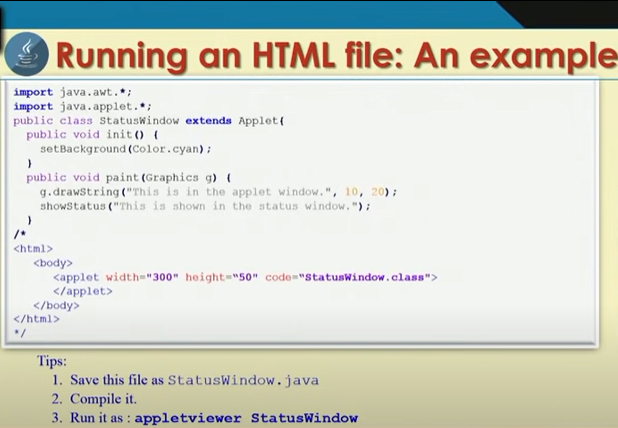 Running an HTML file: An example
import java.awt.*;
import java.applet.*;
public class StatusWindow extends Applet{
  public void init() {
    setBackground(Color.cyan);
  }
  public void paint(Graphics g) {
    g.drawString("This is in the applet window.", 10, 20);
    showStatus("This is shown in the status window.");
  }
/*
<html>
   <body>
      <applet width="300" height="50" code="StatusWindow.class">
      </applet>
   </body>
</html>
*/
Tips:
1. Save this file as StatusWindow.java
2. Compile it.
3. Run it as : appletviewer StatusWindow